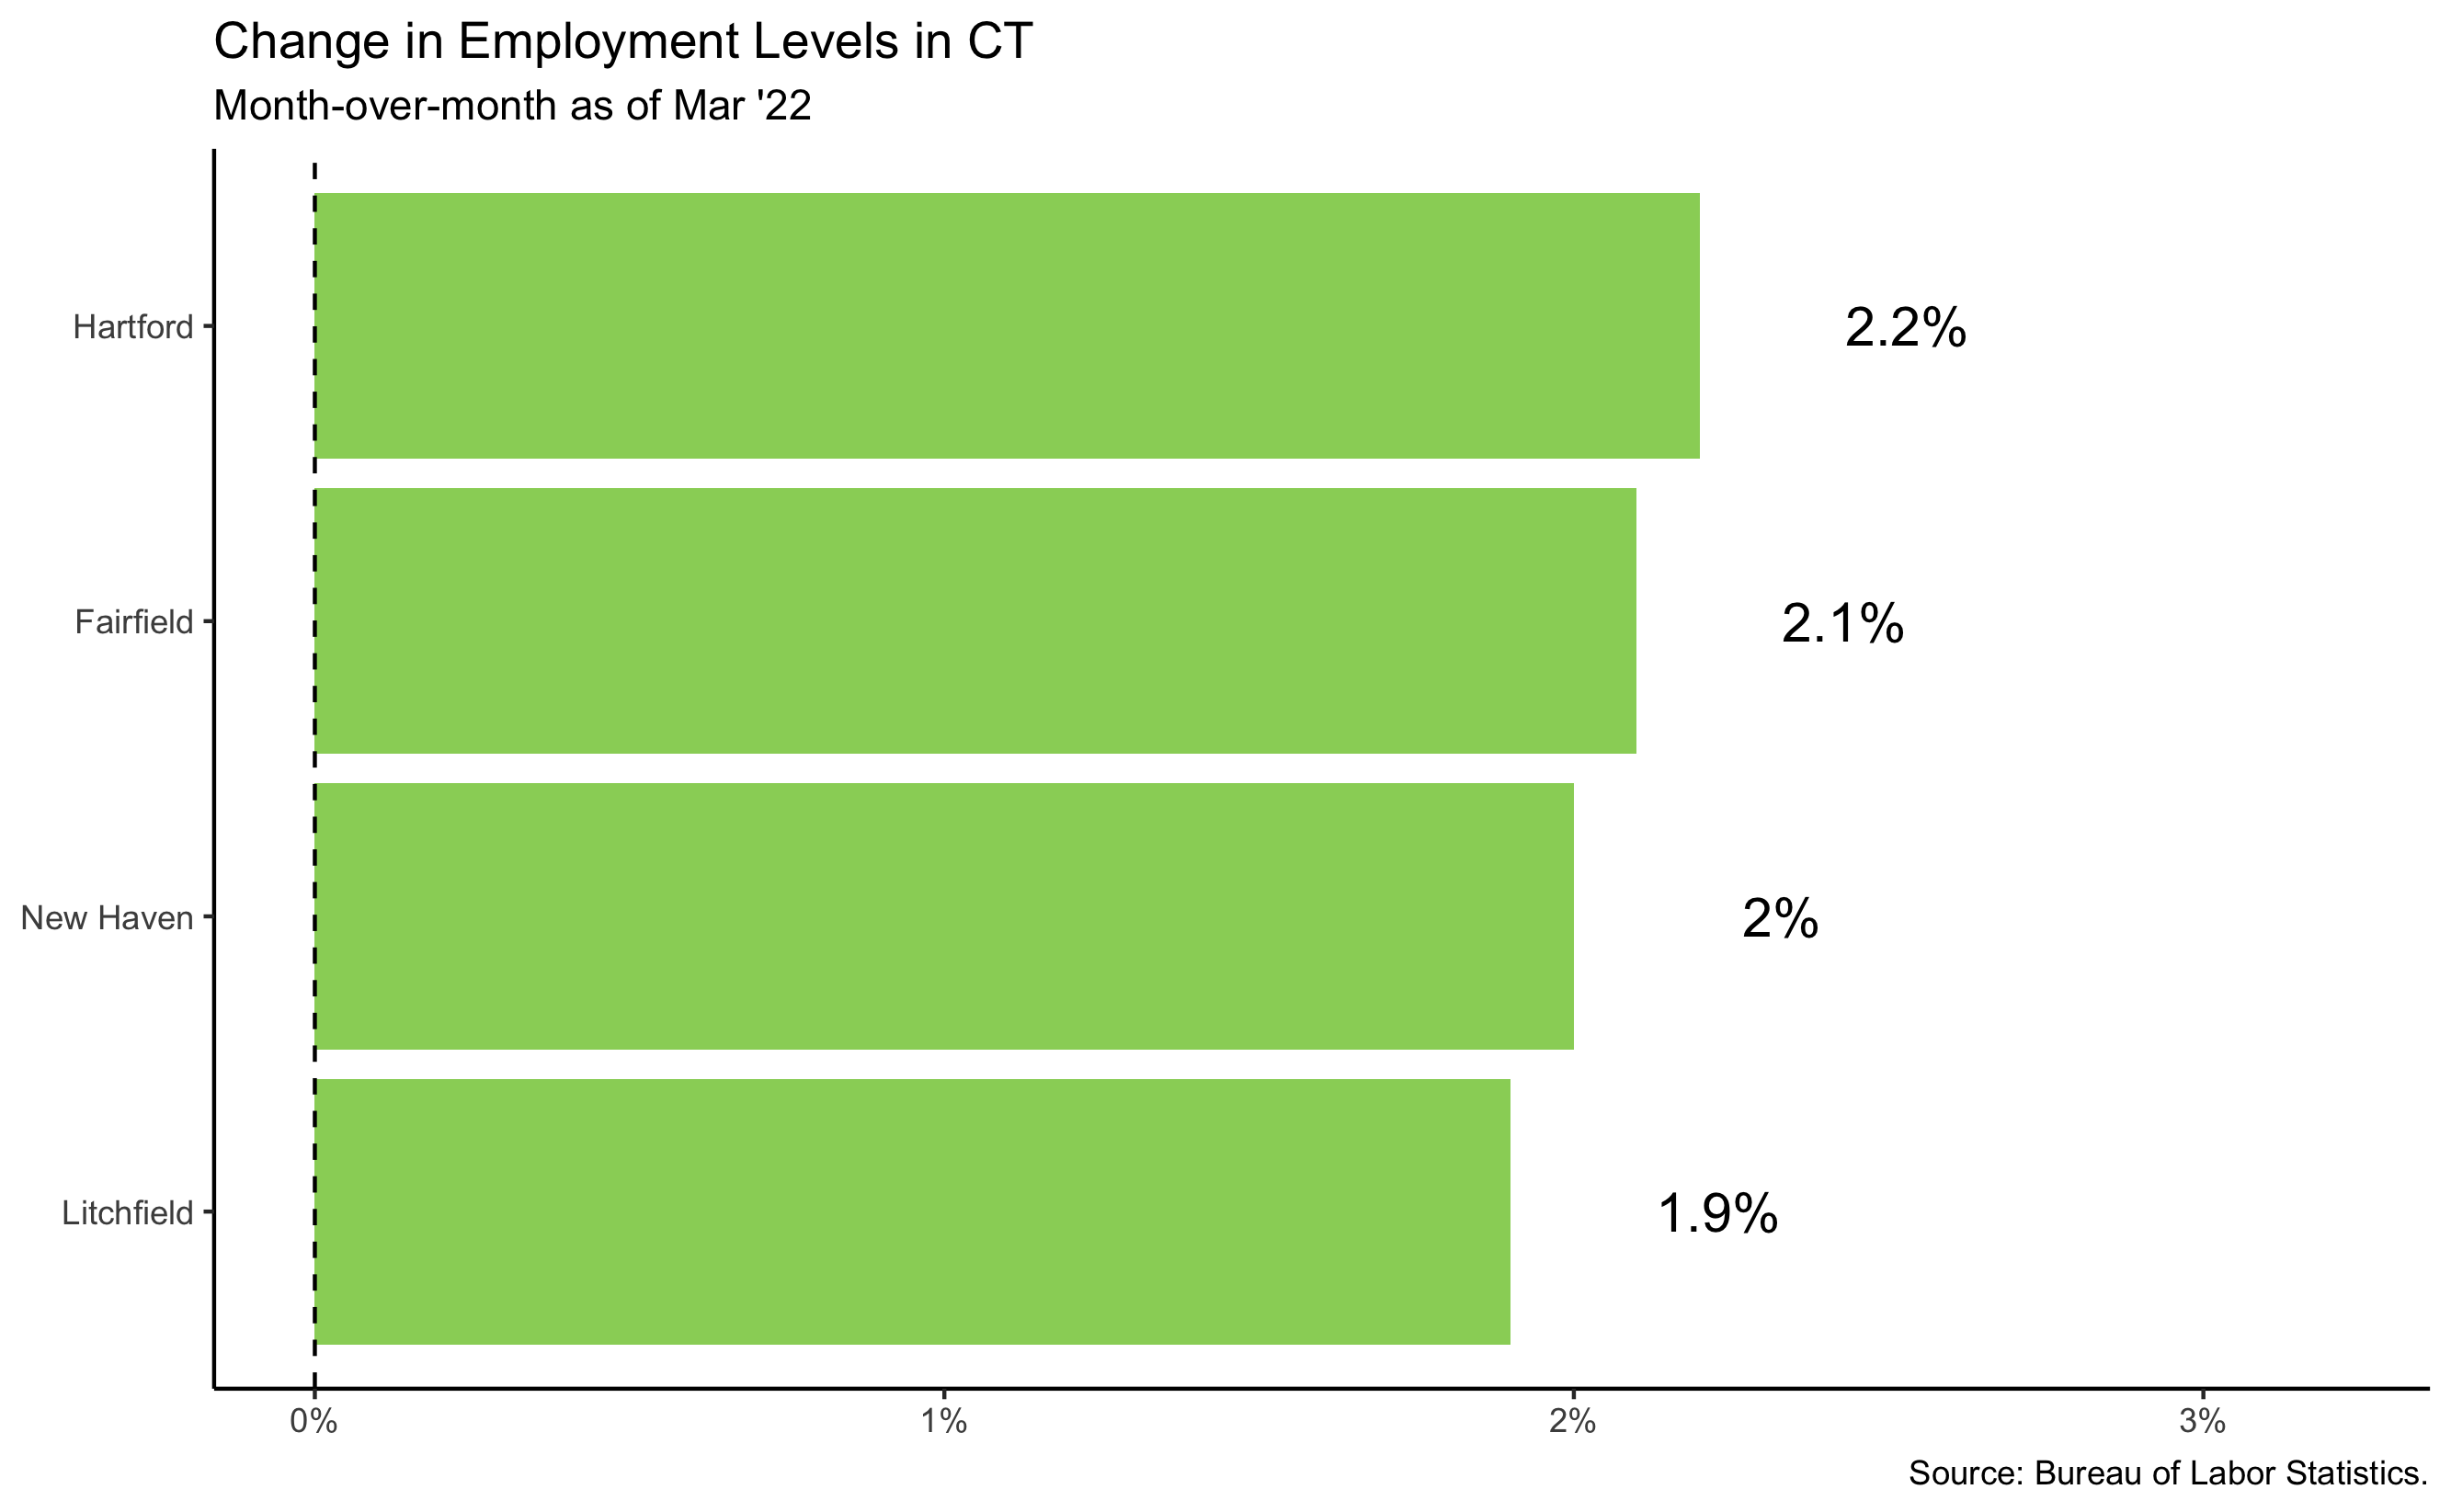 Change in Employment Levels in CT
Month-over-month as of Mar '22
Hartford
2.2%
Fairfield
2.1%
New Haven
2%
Litchfield
1.9%
0%
1%
2%
3%
Source: Bureau of Labor Statistics.